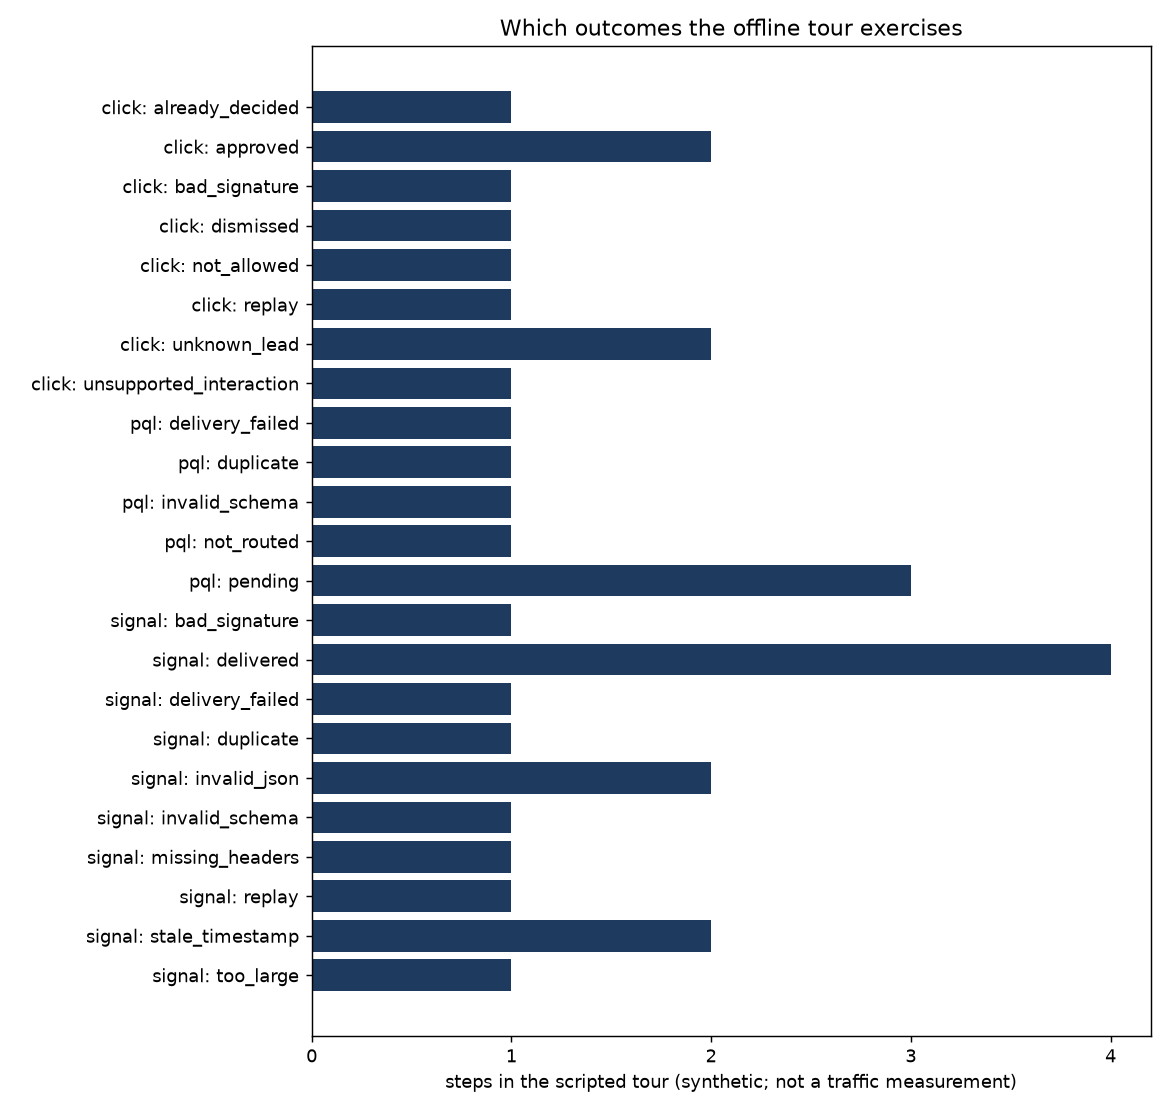 Which outcomes the offline tour exercises
click: already_decided
click: approved
click: bad_signature
click: dismissed
click: not_allowed
click: replay
click: unknown_lead
click: unsupported_interaction
pql: delivery_failed
pql: duplicate
pql: invalid_schema
pql: not_routed
pql: pending
signal: bad_signature
signal: delivered
signal: delivery_failed
signal: duplicate
signal: invalid_json
signal: invalid_schema
signal: missing_headers
signal: replay
signal: stale_timestamp
signal: too_large
0 1 2 3 4
steps in the scripted tour (synthetic; not a traffic measurement)